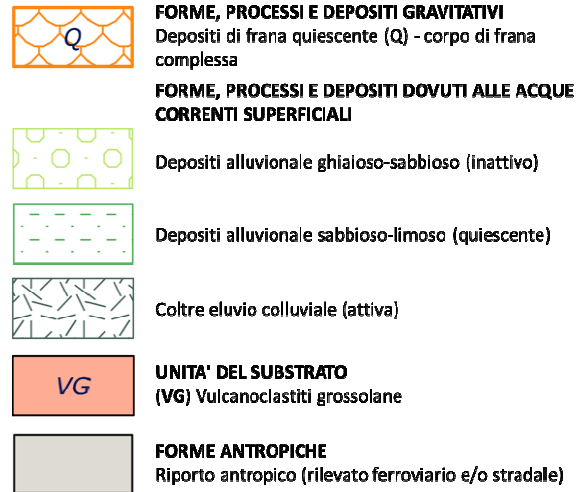 FORME, PROCESSI E DEPOSITI GRAVITATIVI
Q
Depositi di frana quiescente (Q) - corpo di frana
complessa
FORME, PROCESSI E DEPOSITI DOVUTI ALLE ACQUE
CORRENTI SUPERFICIALI
Depositi alluvionale ghiaioso-sabbioso (inattivo)
Depositi alluvionale sabbioso-limoso (quiescente)
Coltre eluvio colluviale (attiva)
VG
UNITA' DEL SUBSTRATO
(VG) Vulcanoclastiti grossolane
FORME ANTROPICHE
Riporto antropico (rilevato ferroviario e/o stradale)